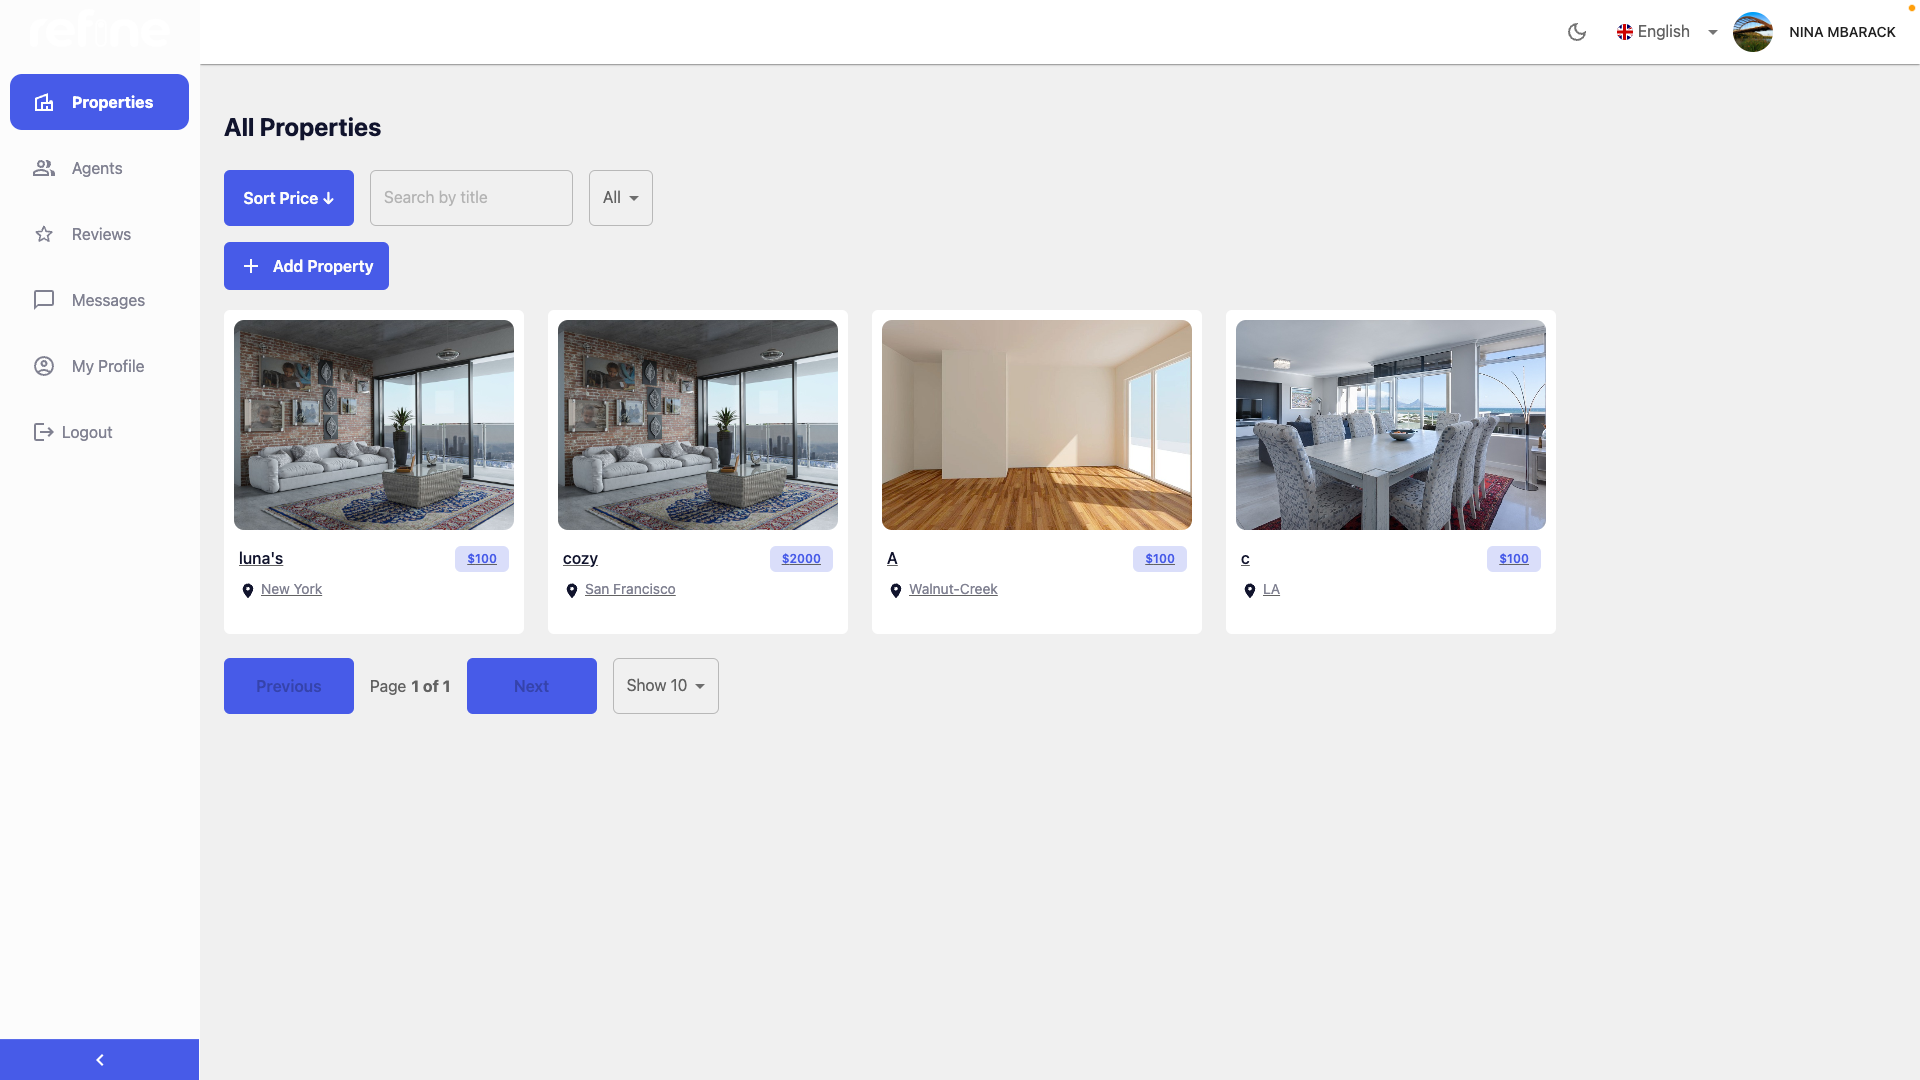 refine
English
NINA MBARACK
Properties
Agents
Reviews
Messages
My Profile
Logout
All Properties
Sort Price ↓
Search by title
All
+ Add Property
luna's
$100
New York
cozy
$2000
San Francisco
A
$100
Walnut-Creek
c
$100
LA
Previous
Page 1 of 1
Next
Show 10